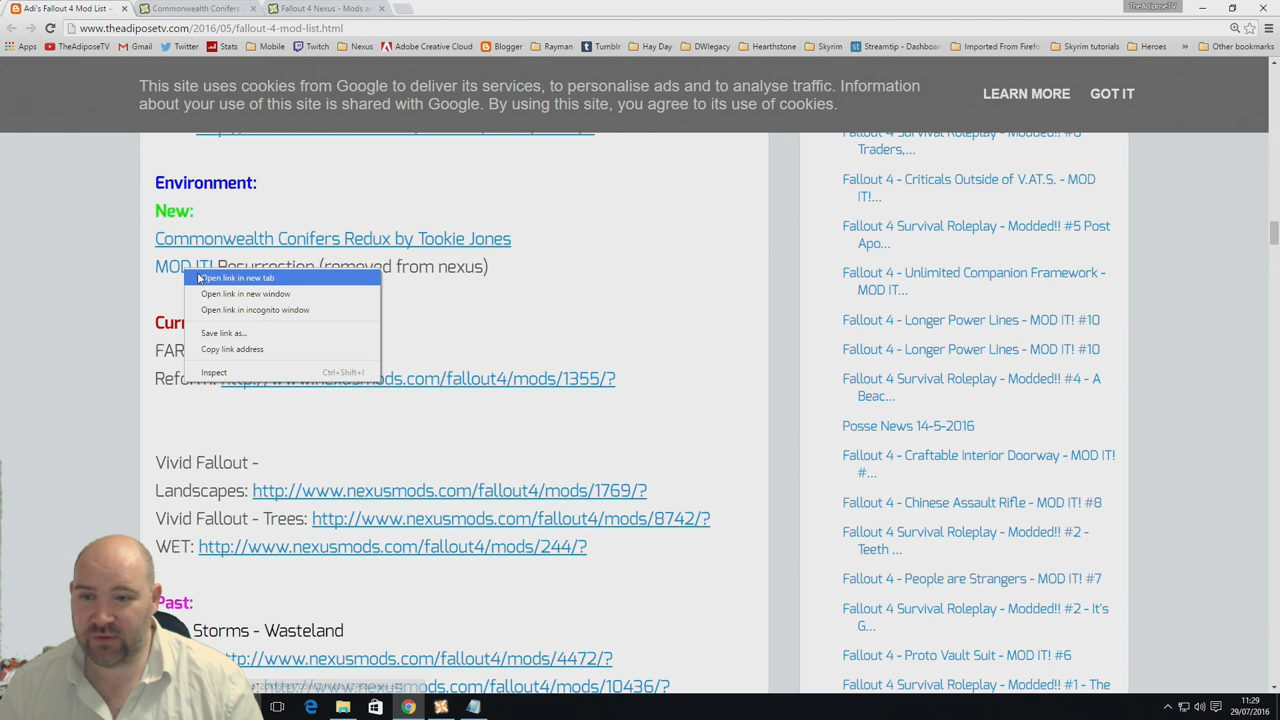 Adi's Fallout 4 Mod List -
Commonwealth Conifers
Fallout 4 Nexus - Mods a
TheAdiposeTV
www.theadiposetv.com/2016/05/fallout-4-mod-list.html
Apps TheAdiposeTV Gmail Twitter Stats Mobile Twitch Nexus Adobe Creative Cloud Blogger Rayman Tumblr Hay Day DWlegacy Hearthstone Skyrim Streamtip - Dashbo Imported From Firefo Skyrim tutorials Heroes » Other bookmarks
This site uses cookies from Google to deliver its services, to personalise ads and to analyse traffic. Information
about your use of this site is shared with Google. By using this site, you agree to its use of cookies.
LEARN MORE GOT IT
Environment:
New:
Commonwealth Conifers Redux by Tookie Jones
MOD IT! Resurrection (removed from nexus)
Open link in new tab
Open link in new window
Open link in incognito window
Save link as...
Copy link address
Inspect Ctrl+Shift+I
Curr
FAR
Reform: http://www.nexusmods.com/fallout4/mods/1355/?
Vivid Fallout -
Landscapes: http://www.nexusmods.com/fallout4/mods/1769/?
Vivid Fallout - Trees: http://www.nexusmods.com/fallout4/mods/8742/?
WET: http://www.nexusmods.com/fallout4/mods/244/?
Past:
Storms - Wasteland
ttp://www.nexusmods.com/fallout4/mods/4472/?
http://www.nexusmods.com/fallout4/mods/10436/?
Fallout 4 Survival Roleplay - Modded!! #6
Traders,...
Fallout 4 - Criticals Outside of V.A.T.S. - MOD
IT!...
Fallout 4 Survival Roleplay - Modded!! #5 Post
Apo...
Fallout 4 - Unlimited Companion Framework -
MOD IT! ...
Fallout 4 - Longer Power Lines - MOD IT! #10
Fallout 4 - Longer Power Lines - MOD IT! #10
Fallout 4 Survival Roleplay - Modded!! #4 - A
Beac...
Posse News 14-5-2016
Fallout 4 - Craftable Interior Doorway - MOD IT!
#...
Fallout 4 - Chinese Assault Rifle - MOD IT! #8
Fallout 4 Survival Roleplay - Modded!! #2 -
Teeth ...
Fallout 4 - People are Strangers - MOD IT! #7
Fallout 4 Survival Roleplay - Modded!! #2 - It's
G...
Fallout 4 - Proto Vault Suit - MOD IT! #6
Fallout 4 Survival Roleplay - Modded!! #1 - The
11:29
29/07/2016